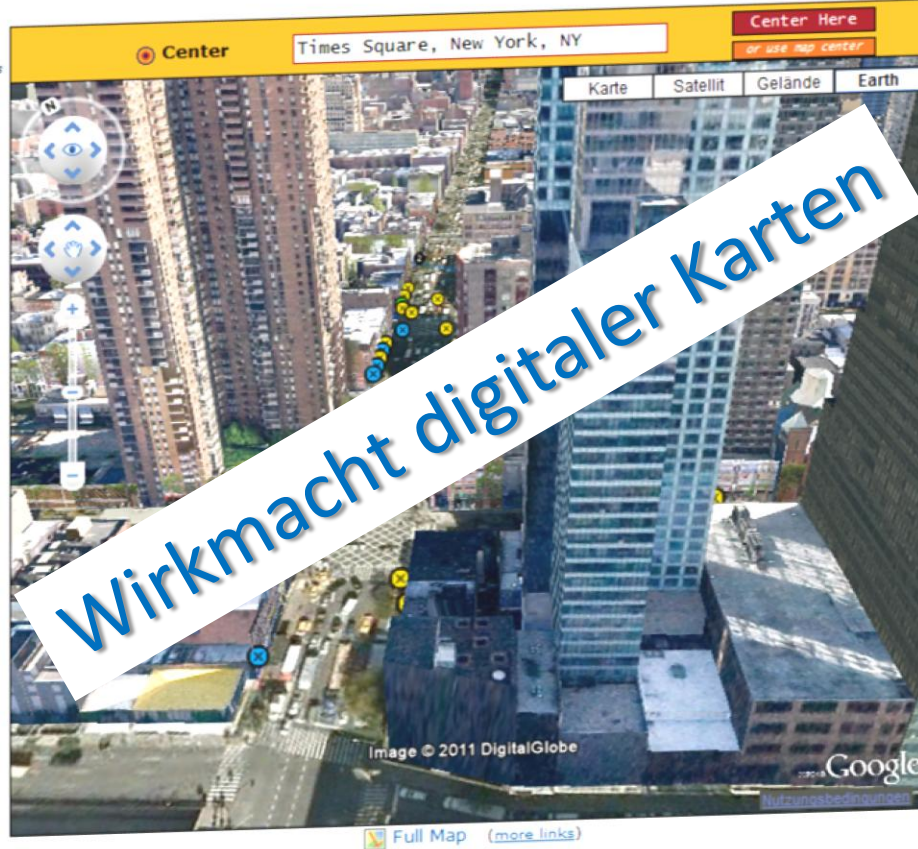 Center
Times Square, New York, NY
Center Here
or use map center
Karte
Satellit
Gelände
Earth
N
Wirkmacht digitaler Karten
Image © 2011 DigitalGlobe
Google
Nutzungsbedingungen
Full Map (more links)